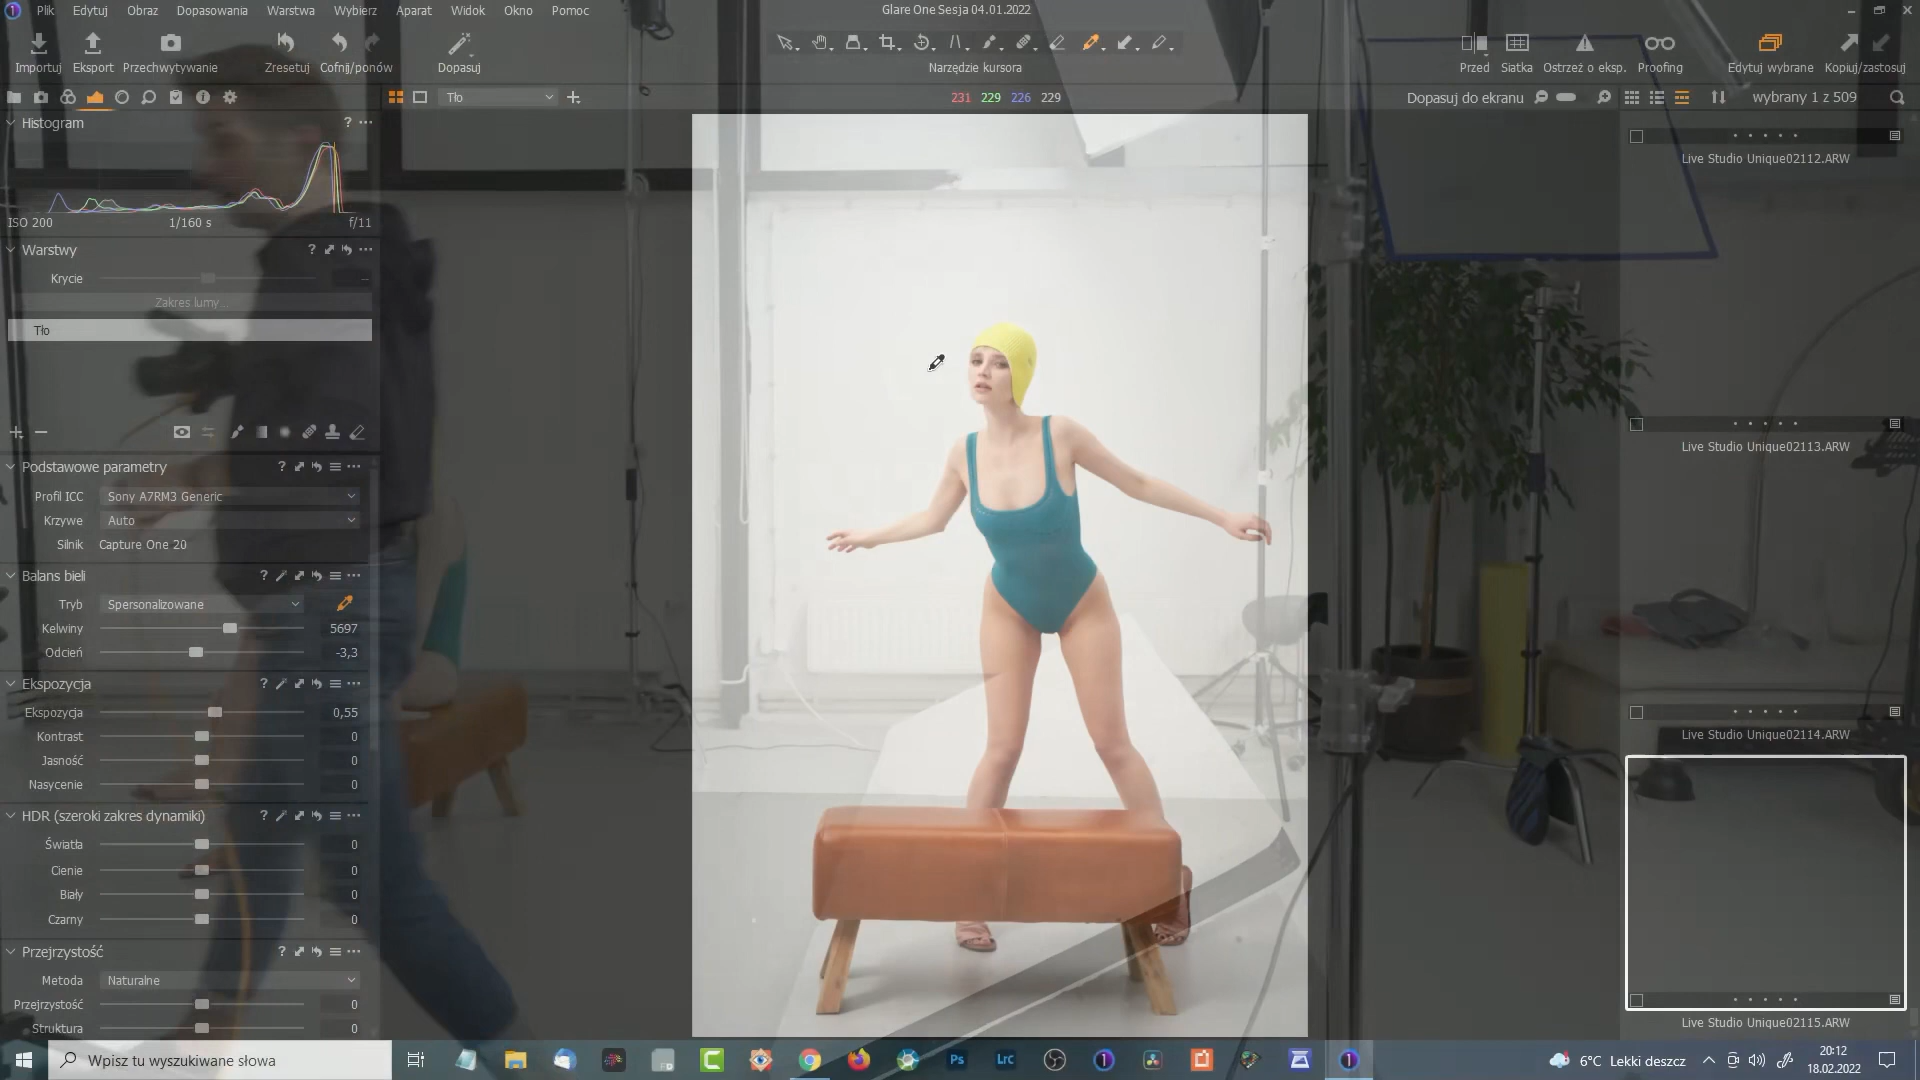 Plik Edytuj Obraz Dopasowania Warstwa Wybierz Aparat Widok Okno Pomoc
Glare One Sesja 04.01.2022
Importuj Eksport Przechwytywanie Zresetuj Cofnij/ponów Dopasuj
Narzędzie kursora
Przed Siatka Ostrzeż o eksp. Proofing Edytuj wybrane Kopiuj/zastosuj
Tło
231 229 226 229
Dopasuj do ekranu
wybrany 1 z 509
Histogram
ISO 200 1/160 s f/11
Warstwy
Krycie
Zakres lumy...
Tło
Podstawowe parametry
Profil ICC Sony A7RM3 Generic
Krzywe Auto
Silnik Capture One 20
Balans bieli
Tryb Spersonalizowane
Kelwiny 5697
Odcień -3,3
Ekspozycja
Ekspozycja 0,55
Kontrast 0
Jasność 0
Nasycenie 0
HDR (szeroki zakres dynamiki)
Światła 0
Cienie 0
Biały 0
Czarny 0
Przejrzystość
Metoda Naturalne
Przejrzystość 0
Struktura 0
Live Studio Unique02112.ARW
Live Studio Unique02113.ARW
Live Studio Unique02114.ARW
Live Studio Unique02115.ARW
Wpisz tu wyszukiwane słowa
Ps
Lrc
6°C Lekki deszcz
20:12
18.02.2022